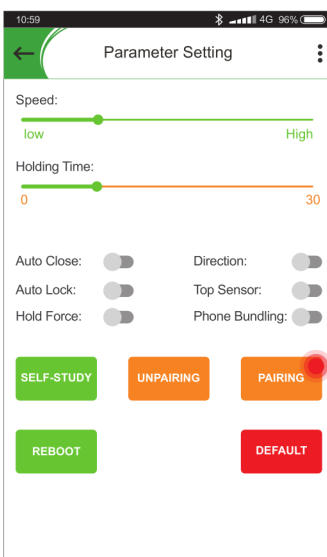 10:59 4G 96%
Parameter Setting
Speed:
low High
Holding Time:
0 30
Auto Close: Direction:
Auto Lock: Top Sensor:
Hold Force: Phone Bundling:
SELF-STUDY UNPAIRING PAIRING
REBOOT DEFAULT